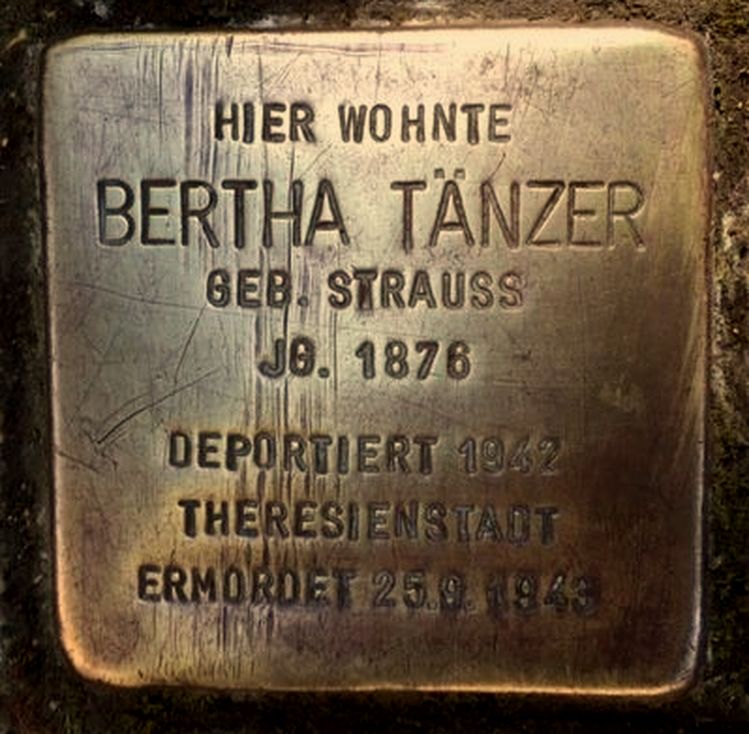 HIER WOHNTE
BERTHA TÄNZER
GEB. STRAUSS
JG. 1876
DEPORTIERT 1942
THERESIENSTADT
ERMORDET 25.9.1943